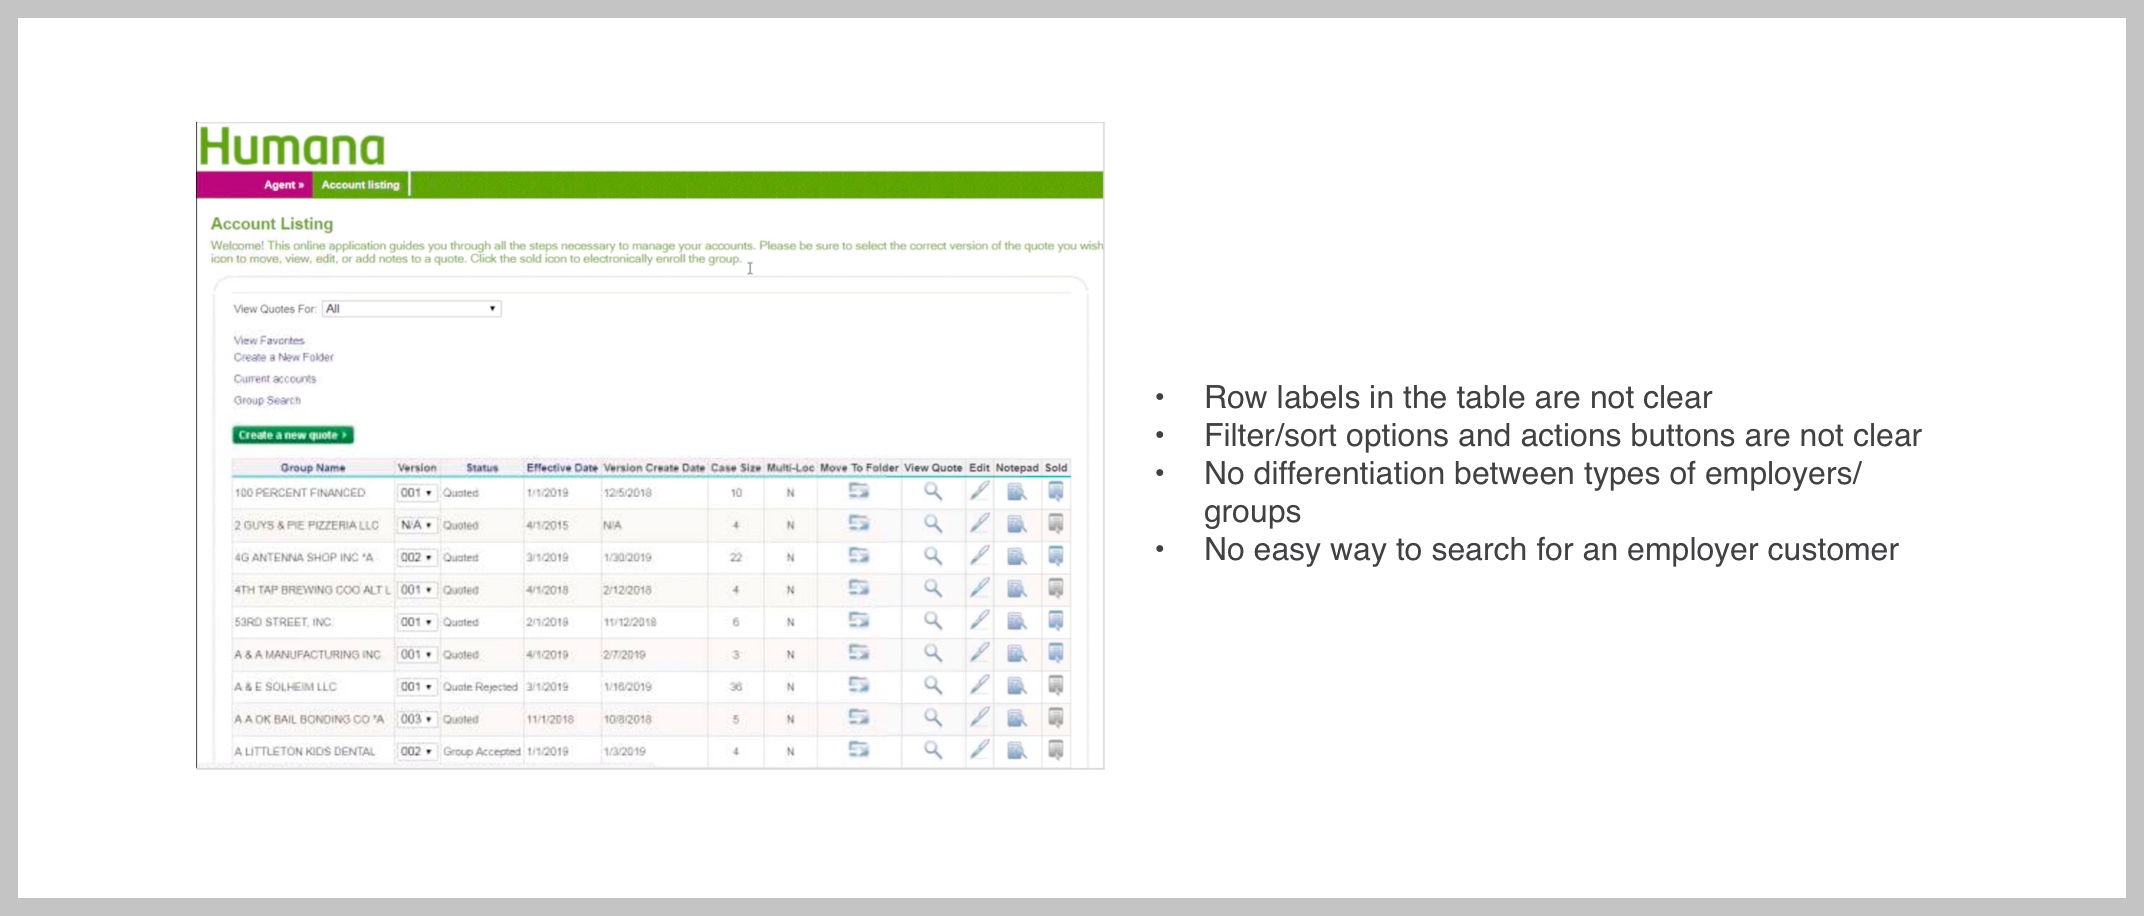 Humana
Agent »
Account listing
Account Listing
Welcome! This online application guides you through all the steps necessary to manage your accounts. Please be sure to select the correct version of the quote you wish
icon to move, view, edit, or add notes to a quote. Click the sold icon to electronically enroll the group.
View Quotes For: All
View Favorites
Create a New Folder
Current accounts
Group Search
Create a new quote ›
Group Name Version Status Effective Date Version Create Date Case Size Multi-Loc Move To Folder View Quote Edit Notepad Sold
100 PERCENT FINANCED 001 Quoted 1/1/2019 12/5/2018 10 N
2 GUYS & PIE PIZZERIA LLC N/A Quoted 4/1/2015 N/A 4 N
4G ANTENNA SHOP INC *A 002 Quoted 3/1/2019 1/30/2019 22 N
4TH TAP BREWING COO ALT L 001 Quoted 4/1/2018 2/12/2018 4 N
53RD STREET, INC. 001 Quoted 2/1/2019 11/12/2018 6 N
A & A MANUFACTURING INC 001 Quoted 4/1/2019 2/7/2019 3 N
A & E SOLHEIM LLC 001 Quote Rejected 3/1/2019 1/16/2019 36 N
A A OK BAIL BONDING CO *A 003 Quoted 11/1/2018 10/8/2018 5 N
A LITTLETON KIDS DENTAL 002 Group Accepted 1/1/2019 1/3/2019 4 N
• Row labels in the table are not clear
• Filter/sort options and actions buttons are not clear
• No differentiation between types of employers/
groups
• No easy way to search for an employer customer